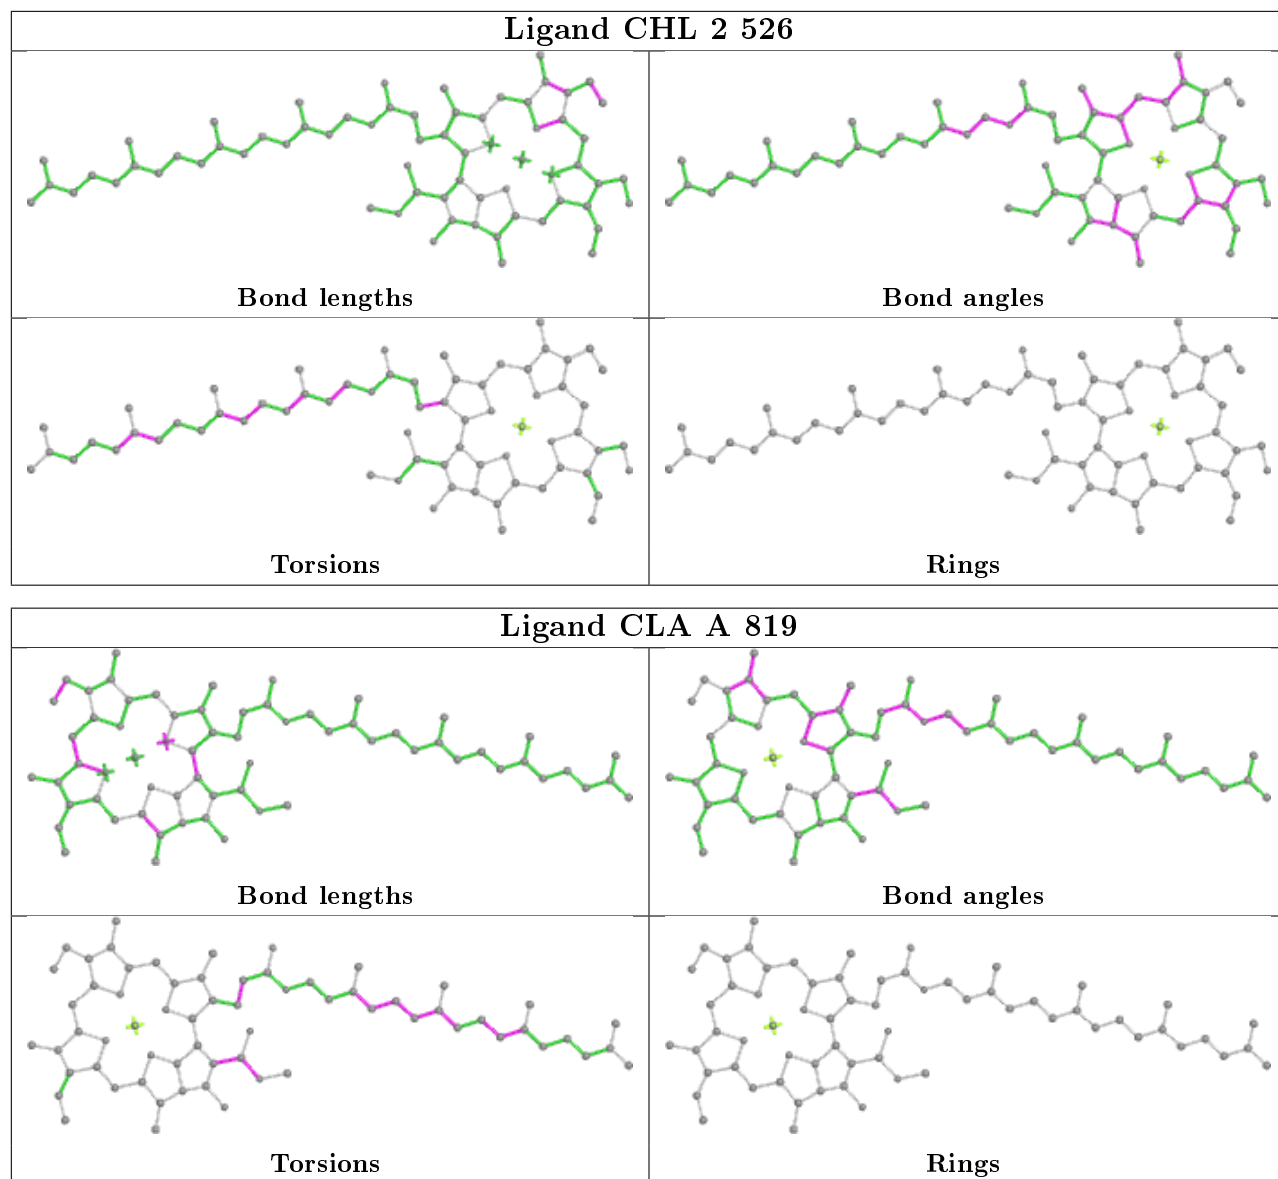 Ligand CHL 2 526
Bond lengths
Bond angles
Torsions
Rings
Ligand CLA A 819
Bond lengths
Bond angles
Torsions
Rings